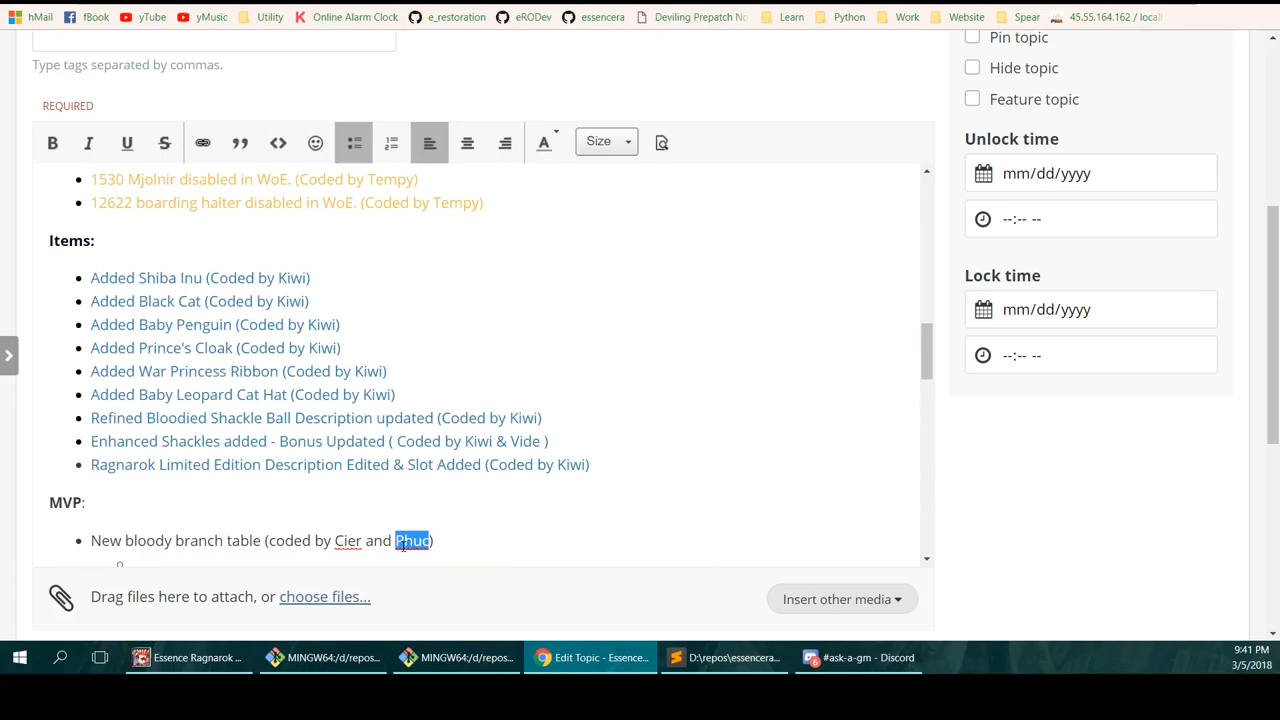 hMail fBook yTube yMusic Utility Online Alarm Clock e_restoration eRODev essencera Deviling Prepatch No Learn Python Work Website Spear 45.55.164.162 / local
Pin topic
Type tags separated by commas.
Hide topic
REQUIRED
Feature topic
B I U S A Size
Unlock time
mm/dd/yyyy
1530 Mjolnir disabled in WoE. (Coded by Tempy)
12622 boarding halter disabled in WoE. (Coded by Tempy)
--:-- --
Items:
Lock time
Added Shiba Inu (Coded by Kiwi)
Added Black Cat (Coded by Kiwi)
mm/dd/yyyy
Added Baby Penguin (Coded by Kiwi)
Added Prince's Cloak (Coded by Kiwi)
--:-- --
Added War Princess Ribbon (Coded by Kiwi)
Added Baby Leopard Cat Hat (Coded by Kiwi)
Refined Bloodied Shackle Ball Description updated (Coded by Kiwi)
Enhanced Shackles added - Bonus Updated ( Coded by Kiwi & Vide )
Ragnarok Limited Edition Description Edited & Slot Added (Coded by Kiwi)
MVP:
New bloody branch table (coded by Cier and Phuc)
Drag files here to attach, or choose files...
Insert other media
Essence Ragnarok ... MINGW64:/d/repos... MINGW64:/d/repos... Edit Topic - Essenc... D:\repos\essencera... #ask-a-gm - Discord
6
9:41 PM
3/5/2018